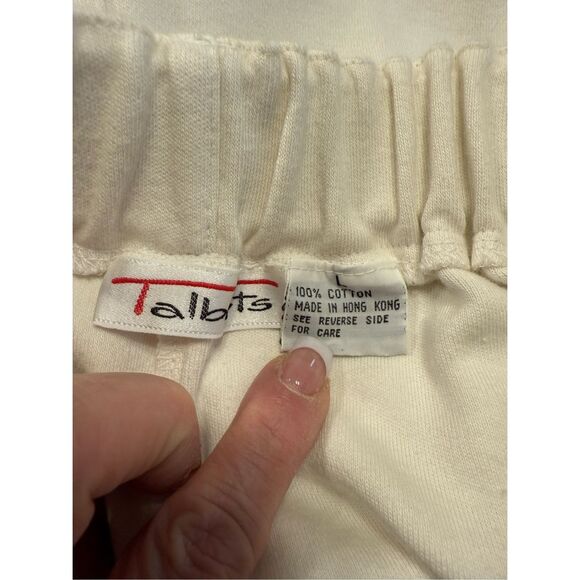 Talbots
L
100% COTTON
MADE IN HONG KONG
SEE REVERSE SIDE
FOR CARE